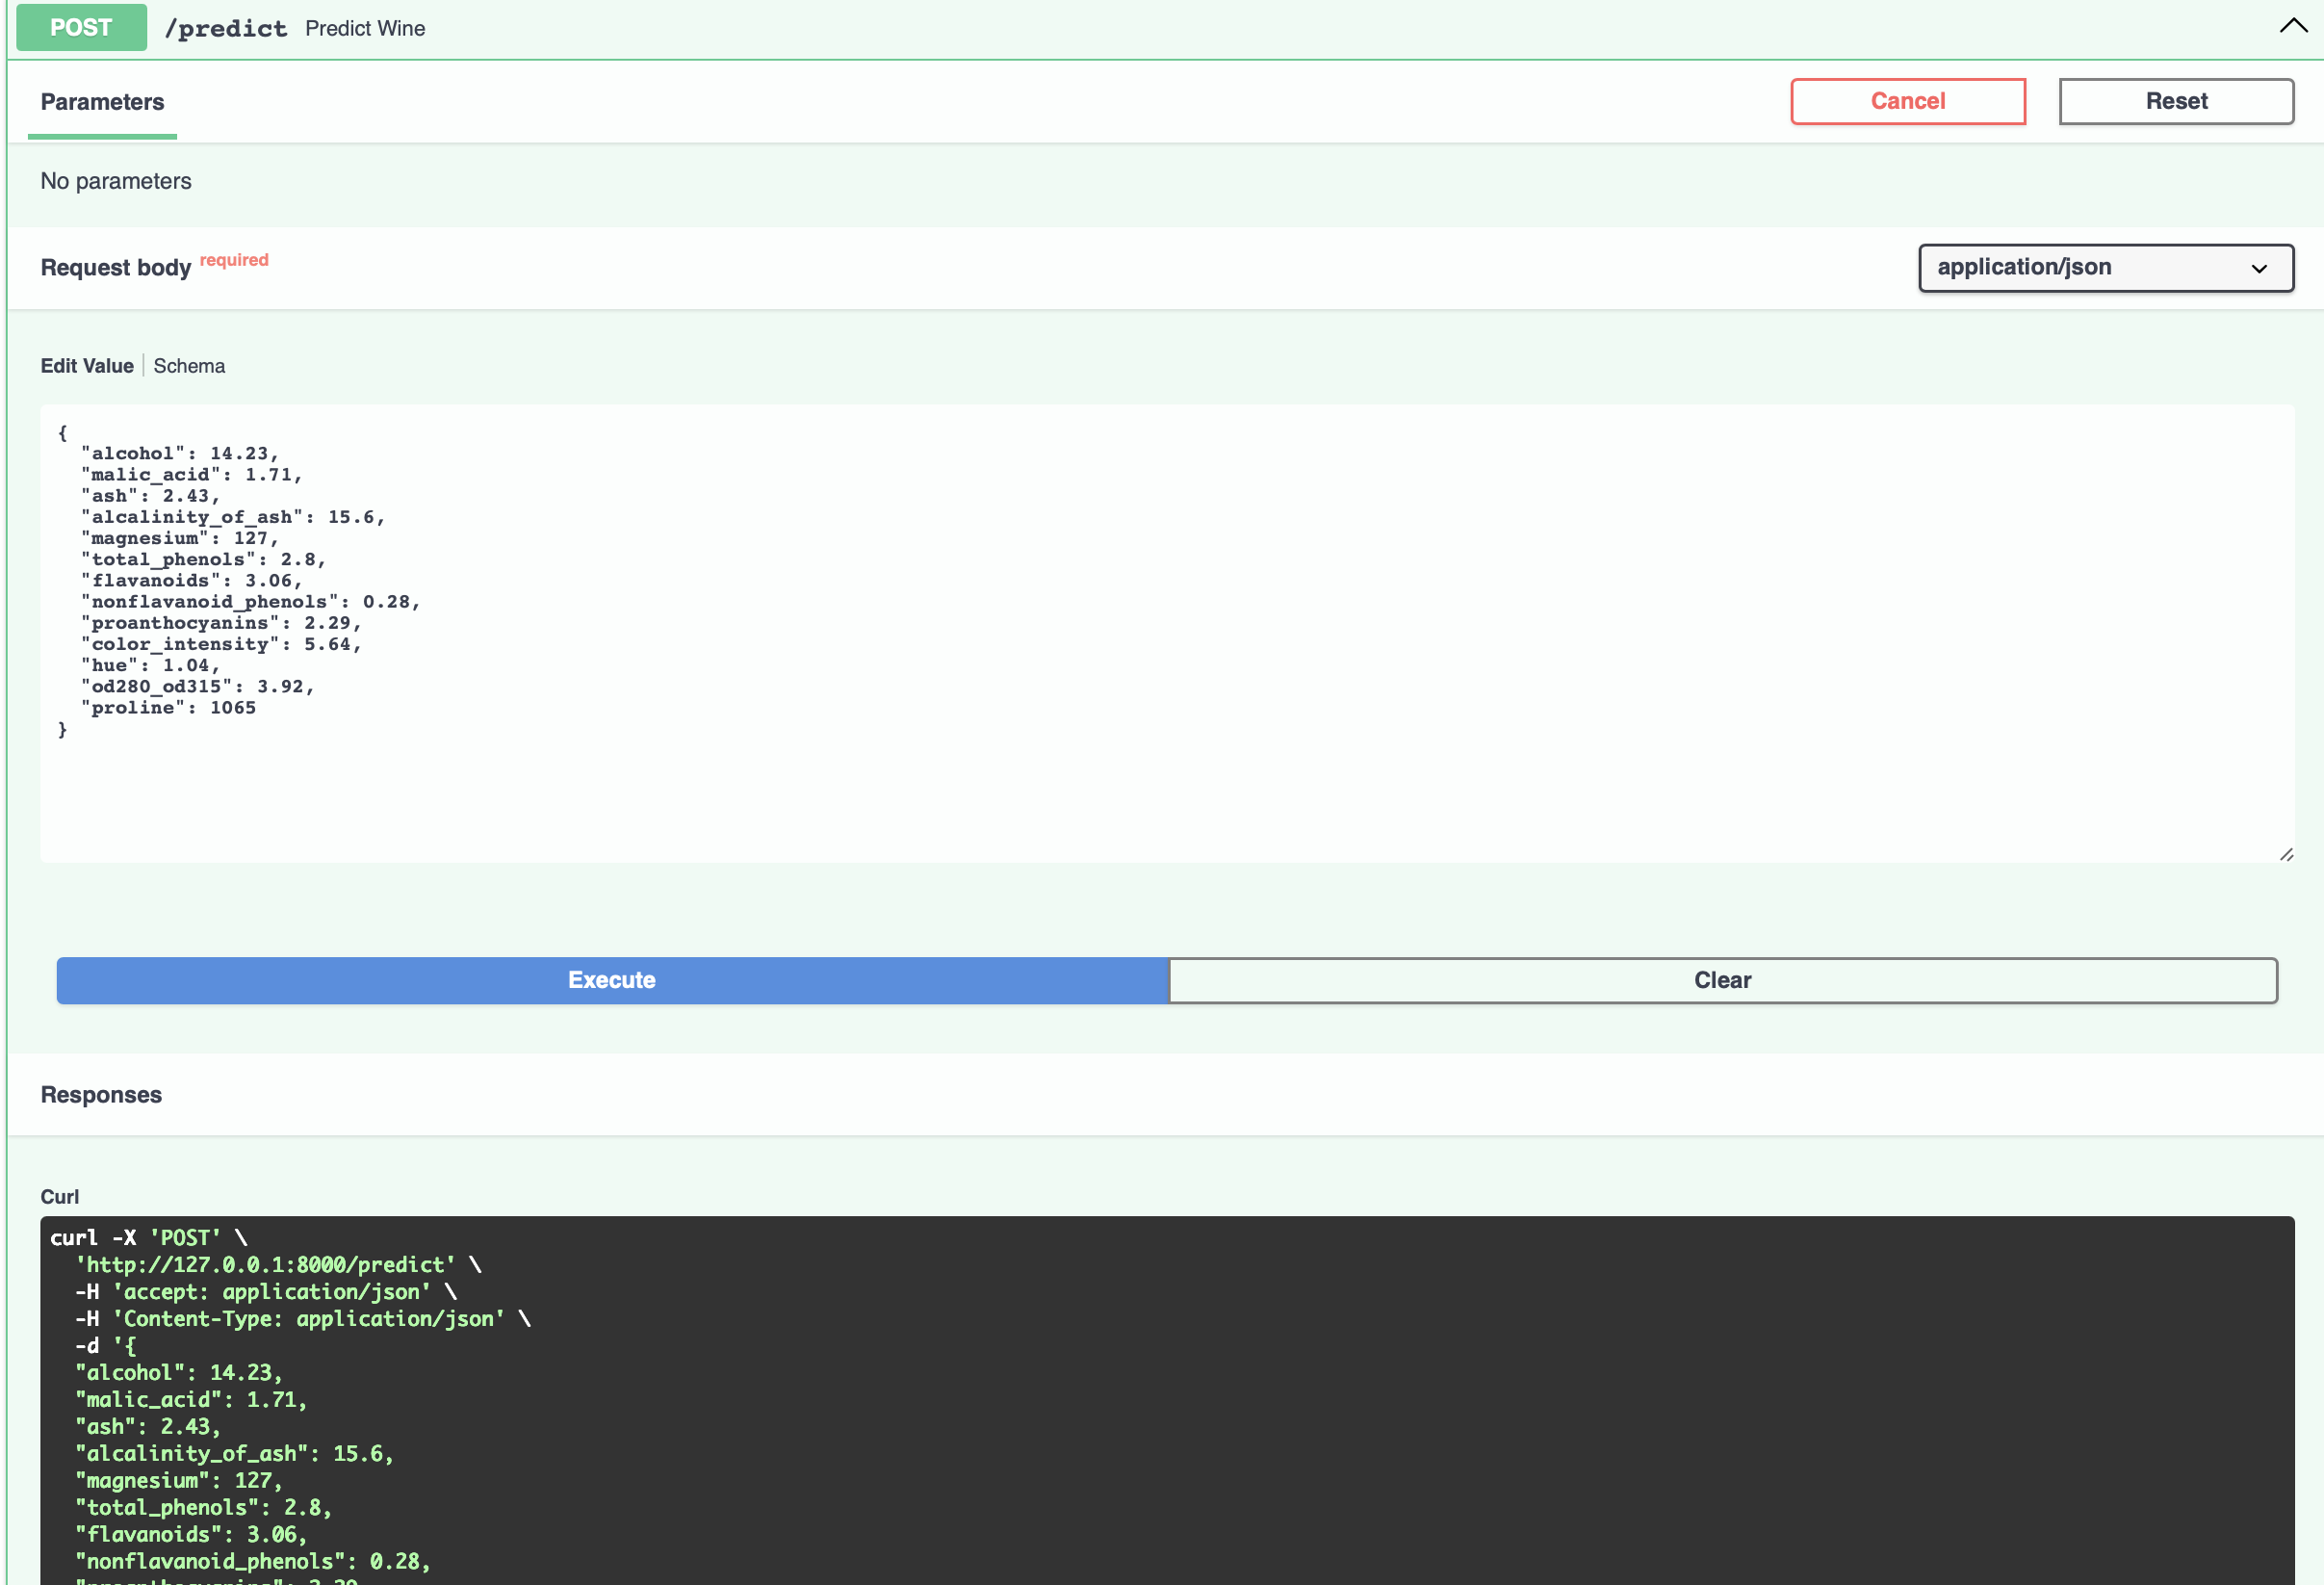 POST /predict Predict Wine
Parameters
Cancel
Reset
No parameters
Request body required
application/json
Edit Value | Schema
{
  "alcohol": 14.23,
  "malic_acid": 1.71,
  "ash": 2.43,
  "alcalinity_of_ash": 15.6,
  "magnesium": 127,
  "total_phenols": 2.8,
  "flavanoids": 3.06,
  "nonflavanoid_phenols": 0.28,
  "proanthocyanins": 2.29,
  "color_intensity": 5.64,
  "hue": 1.04,
  "od280_od315": 3.92,
  "proline": 1065
}
Execute
Clear
Responses
Curl
curl -X 'POST' \
  'http://127.0.0.1:8000/predict' \
  -H 'accept: application/json' \
  -H 'Content-Type: application/json' \
  -d '{
  "alcohol": 14.23,
  "malic_acid": 1.71,
  "ash": 2.43,
  "alcalinity_of_ash": 15.6,
  "magnesium": 127,
  "total_phenols": 2.8,
  "flavanoids": 3.06,
  "nonflavanoid_phenols": 0.28,